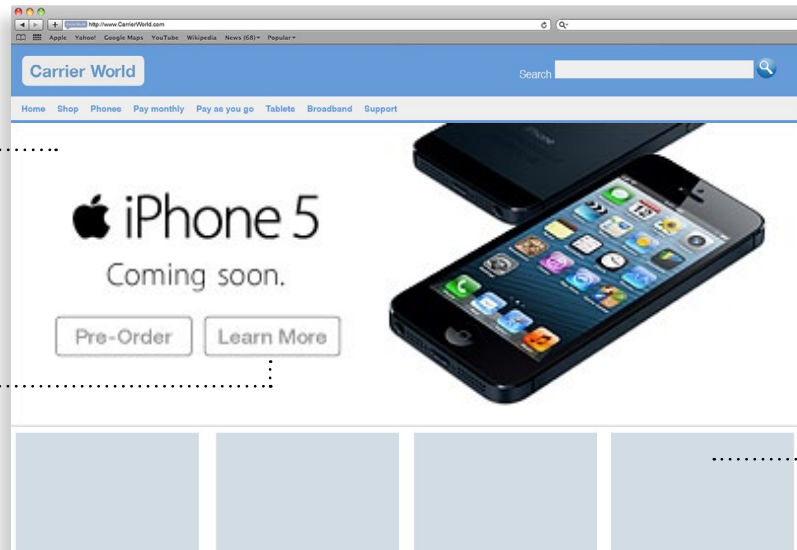 http://www.CarrierWorld.com
Apple Yahoo! Google Maps YouTube Wikipedia News (68) Popular
Carrier World
Search
Home Shop Phones Pay monthly Pay as you go Tablets Broadband Support
iPhone 5
Coming soon.
Pre-Order Learn More
iPhone